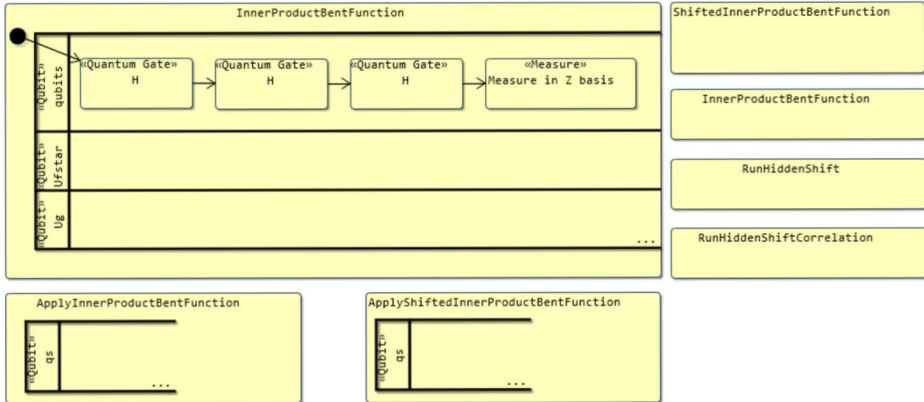 InnerProductBentFunction
«Qubit»
qubits
«Quantum Gate»
H
«Quantum Gate»
H
«Quantum Gate»
H
«Measure»
Measure in Z basis
«Qubit»
Ufstar
«Qubit»
Ug
...
ShiftedInnerProductBentFunction
InnerProductBentFunction
RunHiddenShift
RunHiddenShiftCorrelation
ApplyInnerProductBentFunction
«Qubit»
qs
...
ApplyShiftedInnerProductBentFunction
«Qubit»
qs
...